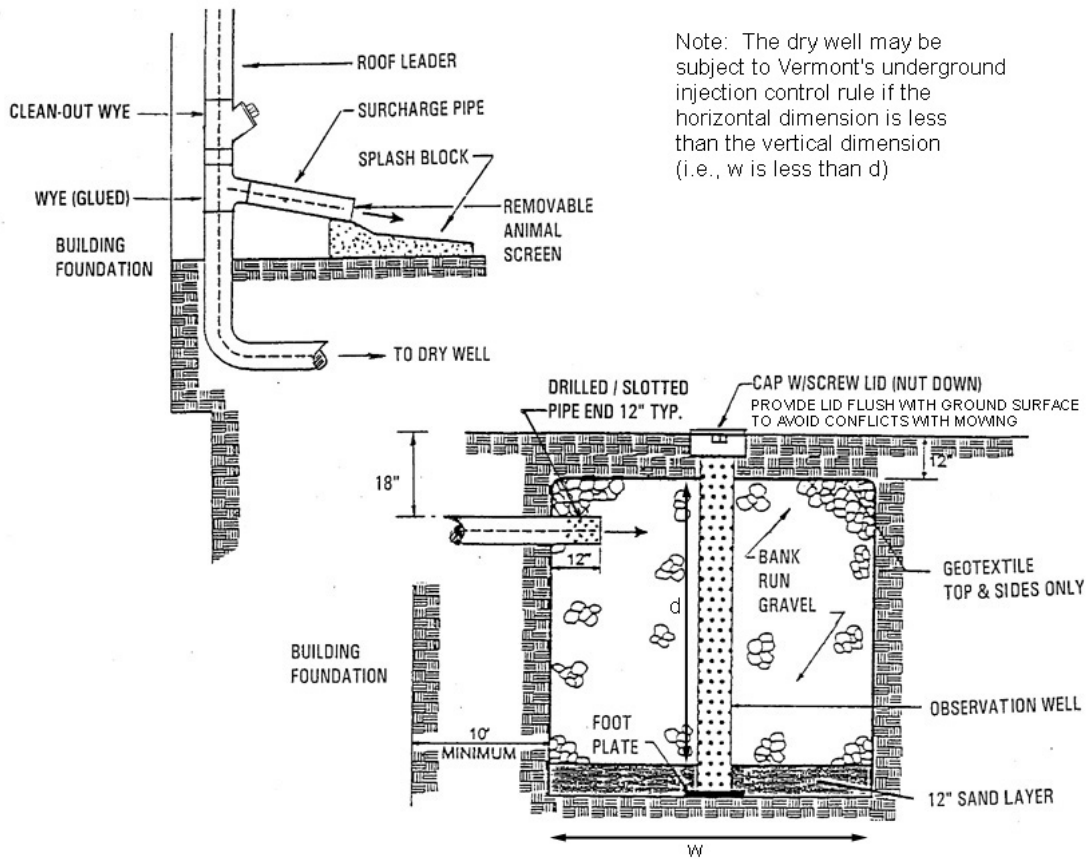 Note: The dry well may be
subject to Vermont's underground
injection control rule if the
horizontal dimension is less
than the vertical dimension
(i.e., w is less than d)
ROOF LEADER
CLEAN-OUT WYE
SURCHARGE PIPE
SPLASH BLOCK
WYE (GLUED)
REMOVABLE
ANIMAL
SCREEN
BUILDING
FOUNDATION
TO DRY WELL
DRILLED / SLOTTED
PIPE END 12" TYP.
CAP W/SCREW LID (NUT DOWN)
PROVIDE LID FLUSH WITH GROUND SURFACE
TO AVOID CONFLICTS WITH MOWING
18"
12"
12"
BANK
RUN
GRAVEL
GEOTEXTILE
TOP & SIDES ONLY
d
BUILDING
FOUNDATION
OBSERVATION WELL
FOOT
PLATE
10'
MINIMUM
12" SAND LAYER
W